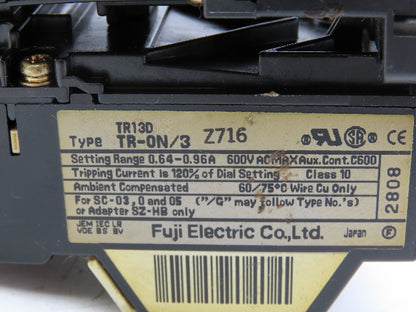 TR13D
Type TR-0N/3 Z716
Setting Range 0.64-0.96A 600V AC MAX Aux.Cont.C600
Tripping Current is 120% of Dial Setting Class 10
Ambient Compensated 60/75°C Wire Cu Only
For SC-03, 0 and 05 ("/G" may follow Type No.'s)
or Adapter SZ-HB only
2808
JEM IEC LR
VDE BS BV
Fuji Electric Co.,Ltd. Japan F